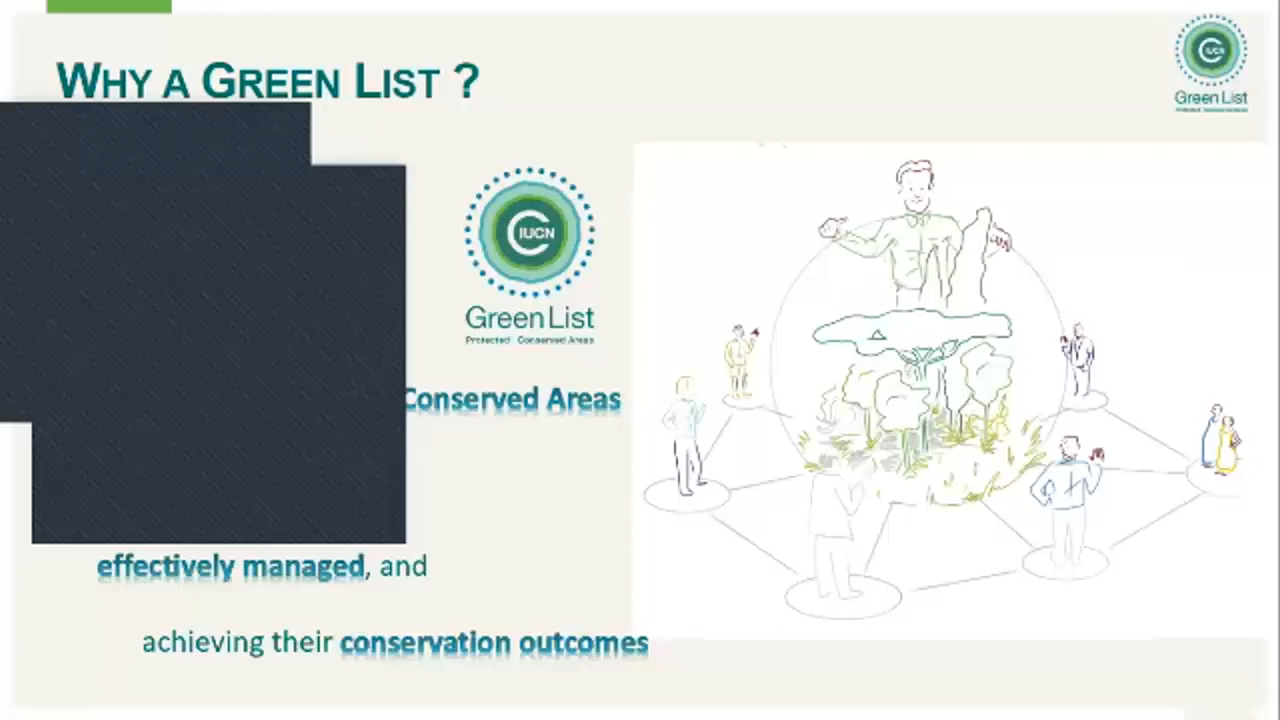 WHY A GREEN LIST ?
IUCN
Green List
IUCN
Green List
Protected Conserved Areas
Conserved Areas
effectively managed, and
achieving their conservation outcomes